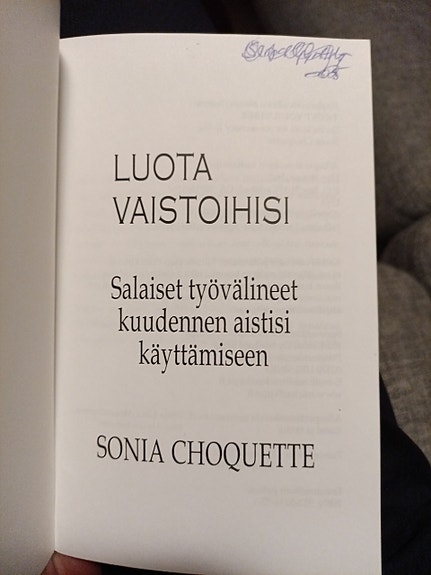 LUOTA
VAISTOIHISI
Salaiset työvälineet
kuudennen aistisi
käyttämiseen
SONIA CHOQUETTE